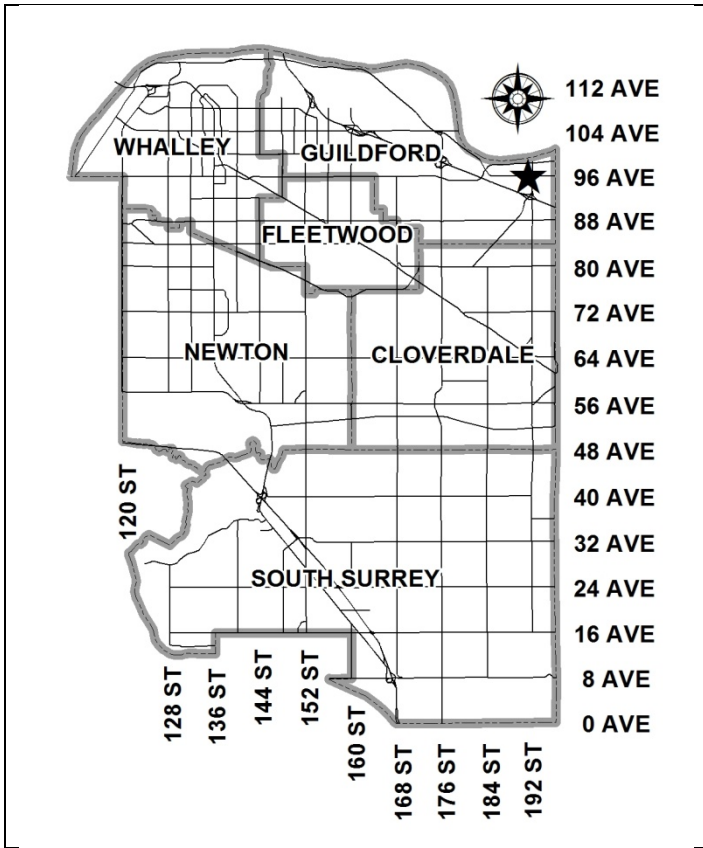 112 AVE
104 AVE
WHALLEY
GUILDFORD
96 AVE
88 AVE
FLEETWOOD
80 AVE
72 AVE
NEWTON
CLOVERDALE
64 AVE
56 AVE
48 AVE
120 ST
40 AVE
32 AVE
SOUTH SURREY
24 AVE
16 AVE
8 AVE
0 AVE
128 ST
136 ST
144 ST
152 ST
160 ST
168 ST
176 ST
184 ST
192 ST